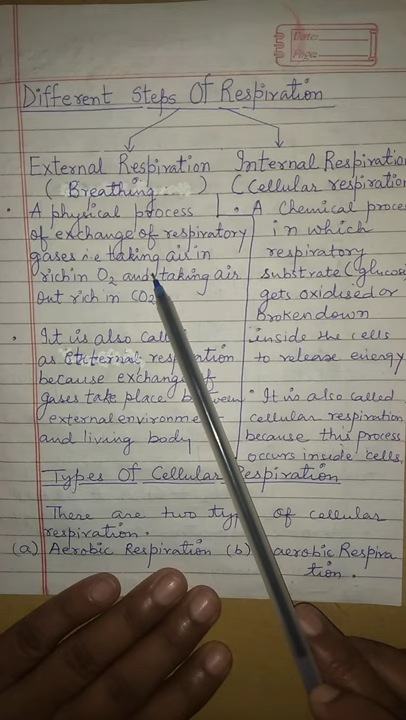 Date:
Page:
Different Steps Of Respiration
External Respiration
( Breathing )
• A physical process
of exchange of respiratory
gases i.e taking air in
rich in O2 and taking air
out rich in CO2
• It is also
as External respiration
because exchange of
gases take place between
external
and living body
Internal Respiration
(Cellular respiration
• A Chemical proce
in which
respiratory
substrate (glucose
gets oxidised or
broken down
inside the cells
to release energy
• It is also called
cellular respiration
because this process
occurs inside cells.
Types Of Cellular Respiration
There are two of cellular
respiration.
(a) Aerobic Respiration (b) aerobic Respira
tion.